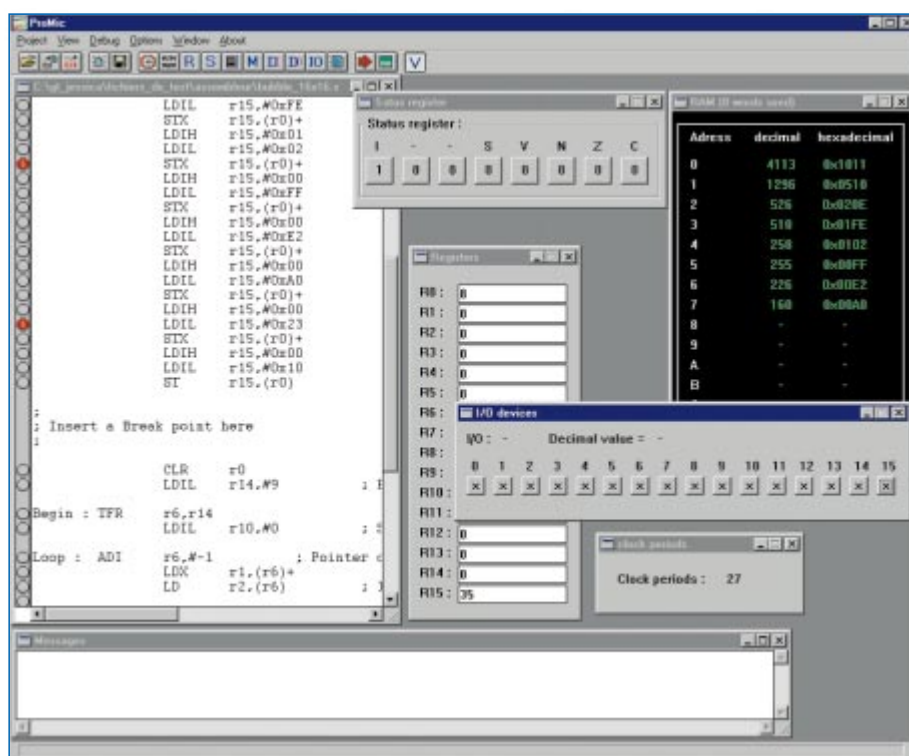 ProMic
Project View Debug Options Window About
R S M D IO V
LDIL r15,#0xFE
STX r15,(r0)+
LDIH r15,#0x01
LDIL r15,#0x02
STX r15,(r0)+
LDIH r15,#0x00
LDIL r15,#0xFF
STX r15,(r0)+
LDIH r15,#0x00
LDIL r15,#0xE2
STX r15,(r0)+
LDIH r15,#0x00
LDIL r15,#0xA0
STX r15,(r0)+
LDIH r15,#0x00
LDIL r15,#0x23
STX r15,(r0)+
LDIH r15,#0x00
LDIL r15,#0x10
ST r15,(r0)
;
; Insert a Break point here
;
CLR r0
LDIL r14,#9 ;
Begin : TFR r6,r14
LDIL r10,#0 ;
Loop : ADI r6,#-1 ; Pointer
LDX r1,(r6)+
LD r2,(r6) ;
Status register
Status register :
I - - S V N Z C
1 0 0 0 0 0 0 0
RAM (8 words used)
Adress decimal hexadecimal
0 4113 0x1011
1 1296 0x0510
2 526 0x020E
3 510 0x01FE
4 258 0x0102
5 255 0x00FF
6 226 0x00E2
7 160 0x00A0
8 - -
9 - -
A - -
B - -
Registers
R0 : 0
R1 : 0
R2 : 0
R3 : 0
R4 : 0
R5 : 0
R6 :
R7 :
R8 :
R9 :
R10 :
R11 :
R12 : 0
R13 : 0
R14 : 0
R15 : 35
I/O devices
I/O : - Decimal value = -
0 1 2 3 4 5 6 7 8 9 10 11 12 13 14 15
x x x x x x x x x x x x x x x x
clock periods
Clock periods : 27
Messages